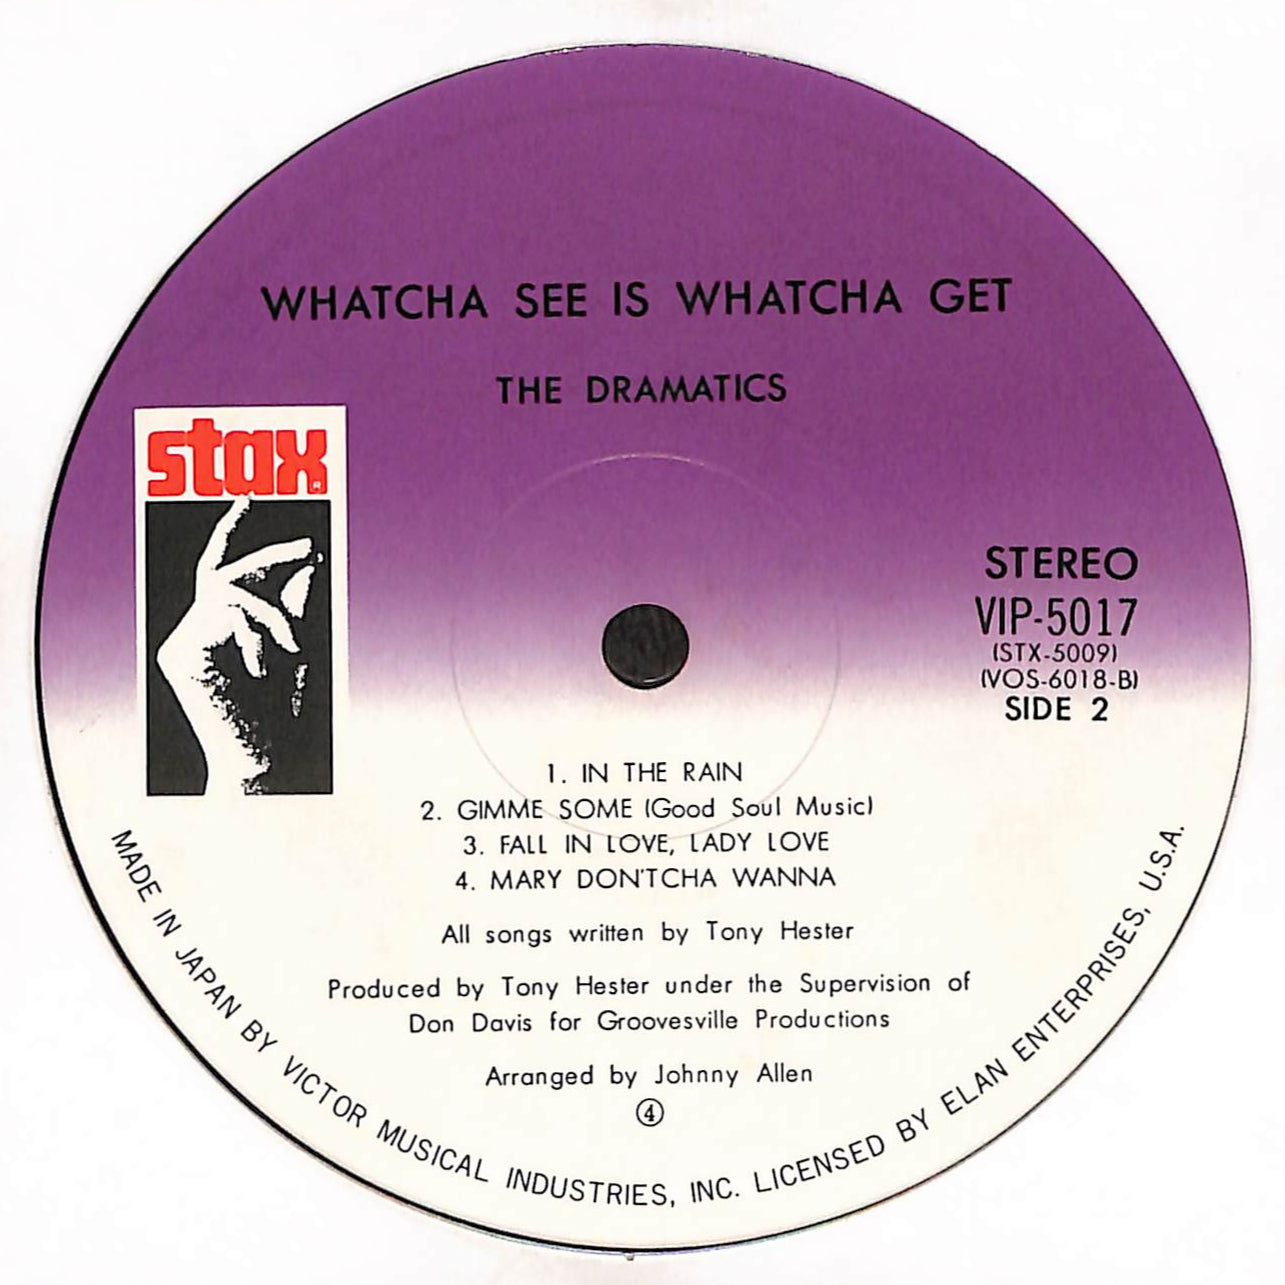 WHATCHA SEE IS WHATCHA GET
THE DRAMATICS
stax®
STEREO
VIP-5017
(STX-5009)
(VOS-6018-B)
SIDE 2
1. IN THE RAIN
2. GIMME SOME (Good Soul Music)
3. FALL IN LOVE, LADY LOVE
4. MARY DON'TCHA WANNA
All songs written by Tony Hester
Produced by Tony Hester under the Supervision of
Don Davis for Groovesville Productions
Arranged by Johnny Allen
④
MADE IN JAPAN BY VICTOR MUSICAL INDUSTRIES, INC. LICENSED BY ELAN ENTERPRISES, U.S.A.